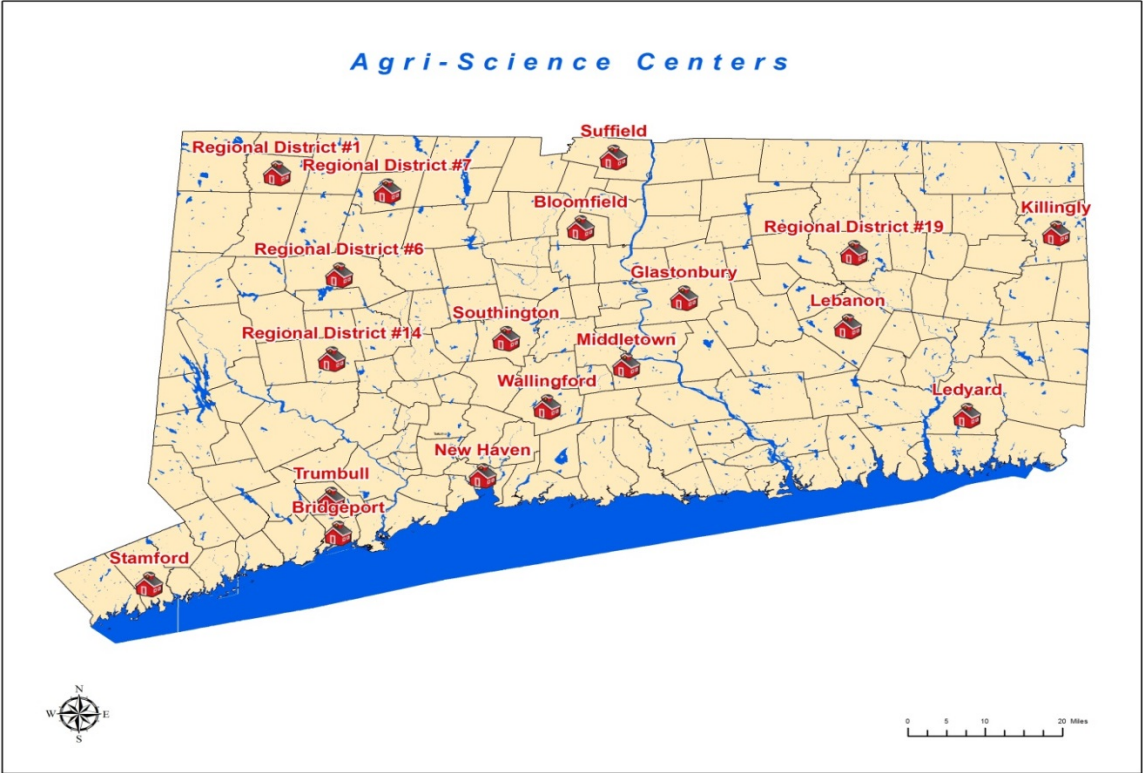 Agri-Science Centers
Suffield
Regional District #1
Regional District #7
Bloomfield
Killingly
Regional District #19
Regional District #6
Glastonbury
Lebanon
Southington
Regional District #14
Middletown
Wallingford
Ledyard
New Haven
Trumbull
Bridgeport
Stamford
N
W E
S
0 5 10 20 Miles